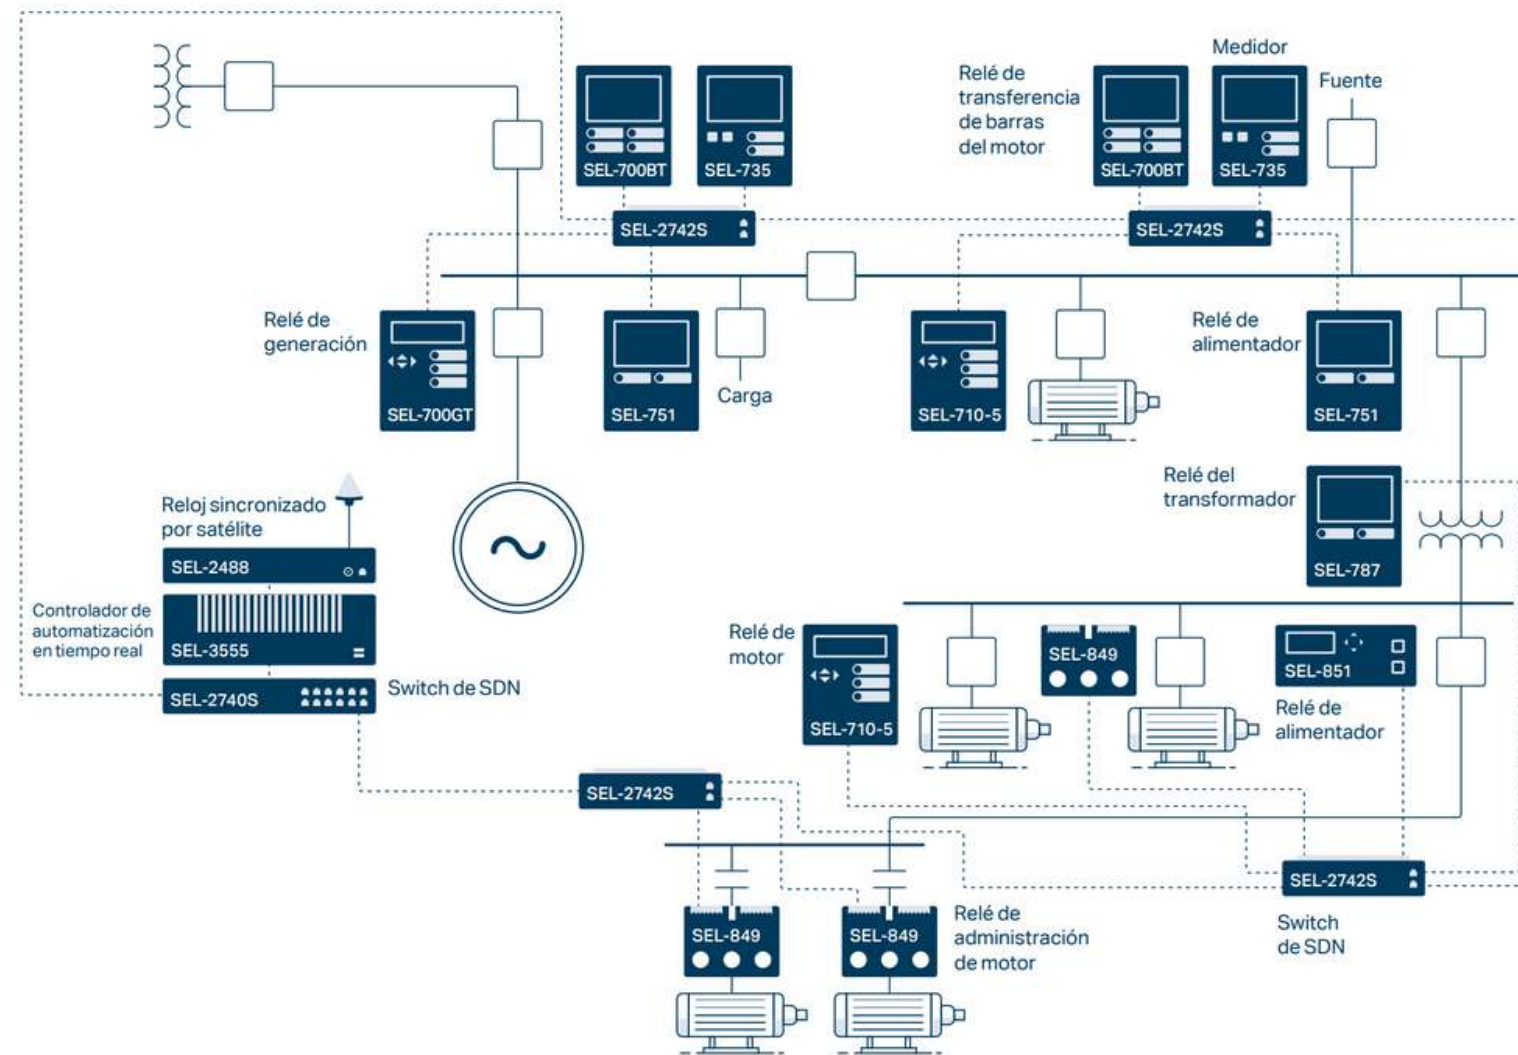 Medidor
Relé de
transferencia
de barras
del motor
Fuente
SEL-700BT
SEL-735
SEL-700BT
SEL-735
SEL-2742S
SEL-2742S
Relé de
generación
SEL-700GT
SEL-751
Carga
SEL-710-5
Relé de
alimentador
SEL-751
Relé del
transformador
SEL-787
Reloj sincronizado
por satélite
SEL-2488
Controlador de
automatización
en tiempo real
SEL-3555
SEL-2740S
Switch de SDN
Relé de
motor
SEL-710-5
SEL-849
SEL-851
Relé de
alimentador
SEL-2742S
SEL-2742S
Switch
de SDN
SEL-849
SEL-849
Relé de
administración
de motor